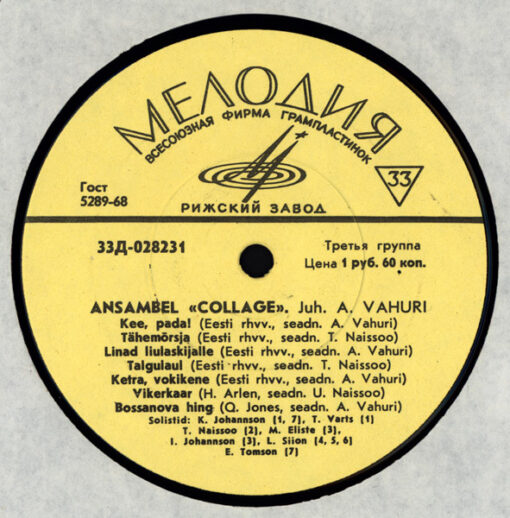 МЕЛОДИЯ
ВСЕСОЮЗНАЯ ФИРМА ГРАМПЛАСТИНОК
33
Гост
5289-68
РИЖСКИЙ ЗАВОД
33Д-028231
Третья группа
Цена 1 руб. 60 коп.
ANSAMBEL «COLLAGE». Juh. A. VAHURI
Kee, pada! (Eesti rhvv., seadn. A. Vahuri)
Tähemõrsja (Eesti rhvv., seadn. T. Naissoo)
Linad liulaskijalle (Eesti rhvv., seadn. A. Vahuri)
Talgulaul (Eesti rhvv., seadn. T. Naissoo)
Ketra, vokikene (Eesti rhvv., seadn. A. Vahuri)
Vikerkaar (H. Arlen, seadn. U. Naissoo)
Bossanova hing (Q. Jones, seadn. A. Vahuri)
Solistid: K. Johannson [1, 7], T. Varts [1]
T. Naissoo [2], M. Eliste [3],
I. Johannson [3], L. Siion [4, 5, 6]
E. Tomson [7]